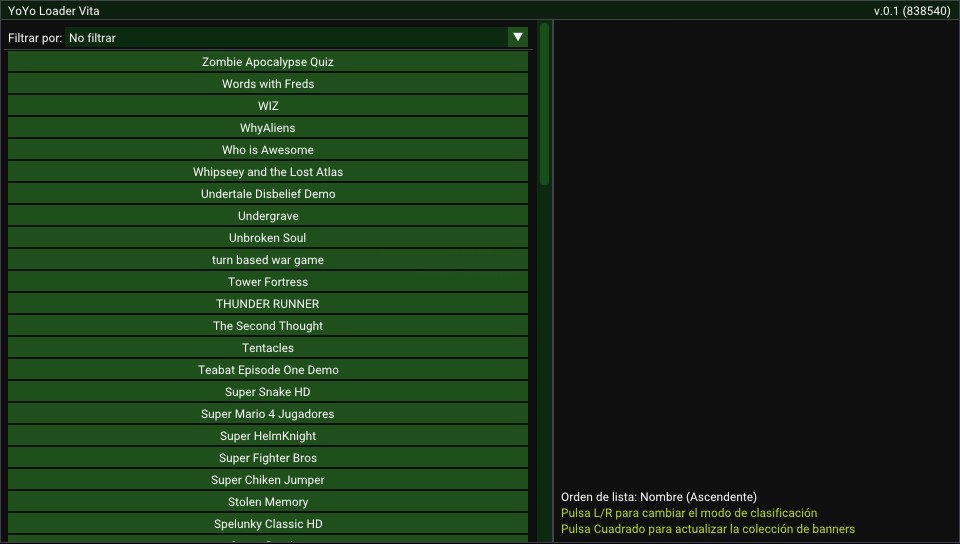 YoYo Loader Vita
v.0.1 (838540)
Filtrar por: No filtrar
Zombie Apocalypse Quiz
Words with Freds
WIZ
WhyAliens
Who is Awesome
Whipseey and the Lost Atlas
Undertale Disbelief Demo
Undergrave
Unbroken Soul
turn based war game
Tower Fortress
THUNDER RUNNER
The Second Thought
Tentacles
Teabat Episode One Demo
Super Snake HD
Super Mario 4 Jugadores
Super HelmKnight
Super Fighter Bros
Super Chiken Jumper
Stolen Memory
Spelunky Classic HD
Orden de lista: Nombre (Ascendente)
Pulsa L/R para cambiar el modo de clasificación
Pulsa Cuadrado para actualizar la colección de banners